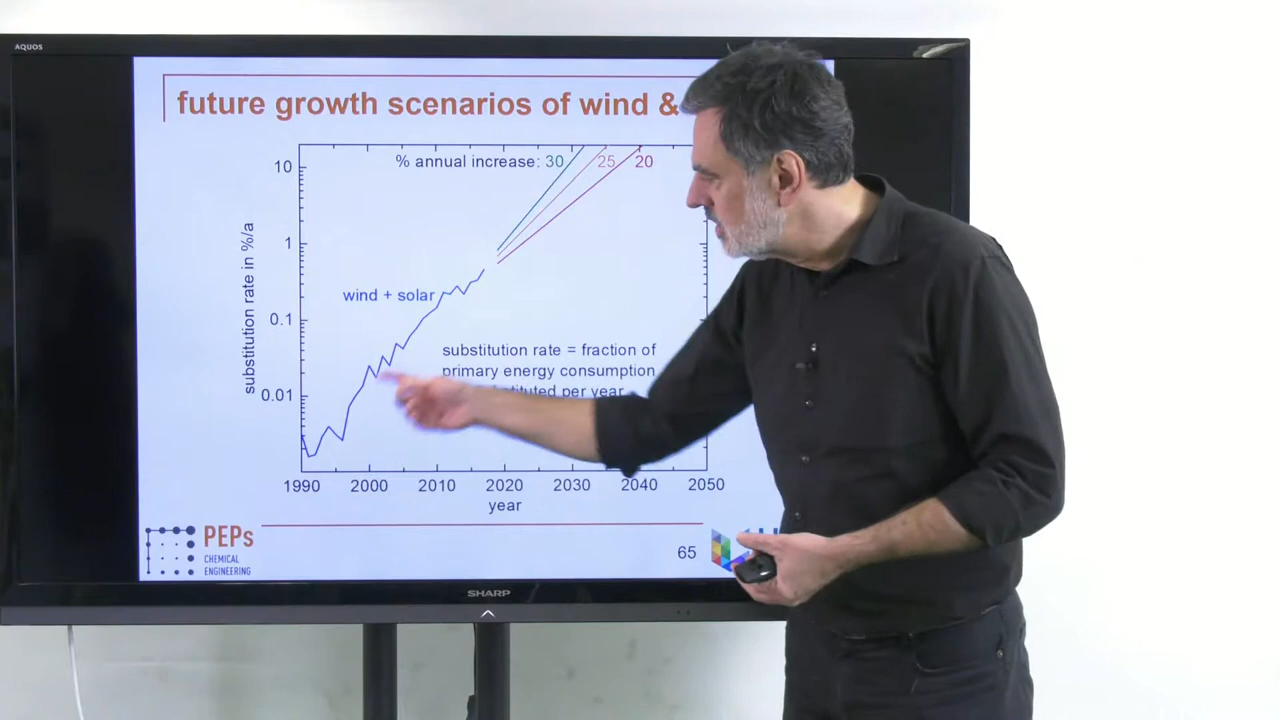 AQUOS
future growth scenarios of wind &
% annual increase: 30 25 20
10
1
0.1
0.01
substitution rate in %/a
wind + solar
substitution rate = fraction of
primary energy consumption
per year
1990 2000 2010 2020 2030 2040 2050
year
PEPs
CHEMICAL
ENGINEERING
65
SHARP